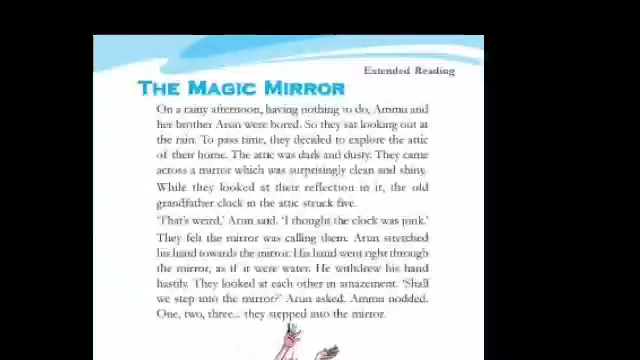 Extended Reading
THE MAGIC MIRROR
On a rainy afternoon, having nothing to do, Ammu and
her brother Arun were bored. So they sat looking out at
the rain. To pass time, they decided to explore the attic
of their home. The attic was dark and dusty. They came
across a mirror which was surprisingly clean and shiny.
While they looked at their reflection in it, the old
grandfather clock in the attic struck five.
‘That’s weird,’ Arun said. ‘I thought the clock was junk.’
They felt the mirror was calling them. Arun stretched
his hand towards the mirror. His hand went right through
the mirror, as if it were water. He withdrew his hand
hastily. They looked at each other in amazement. ‘Shall
we step into the mirror?’ Arun asked. Ammu nodded.
One, two, three... they stepped into the mirror.